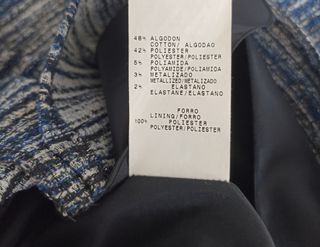 48% ALGODON
COTTON/ ALGODAO
42% POLIESTER
POLYESTER/POLIESTER
5% POLIAMIDA
POLYAMIDE/POLIAMIDA
3% METALIZADO
METALLIZED/METALIZADO
2% ELASTANO
ELASTANE/ELASTANO
FORRO
LINING/FORRO
100% POLIESTER
POLYESTER/POLIESTER